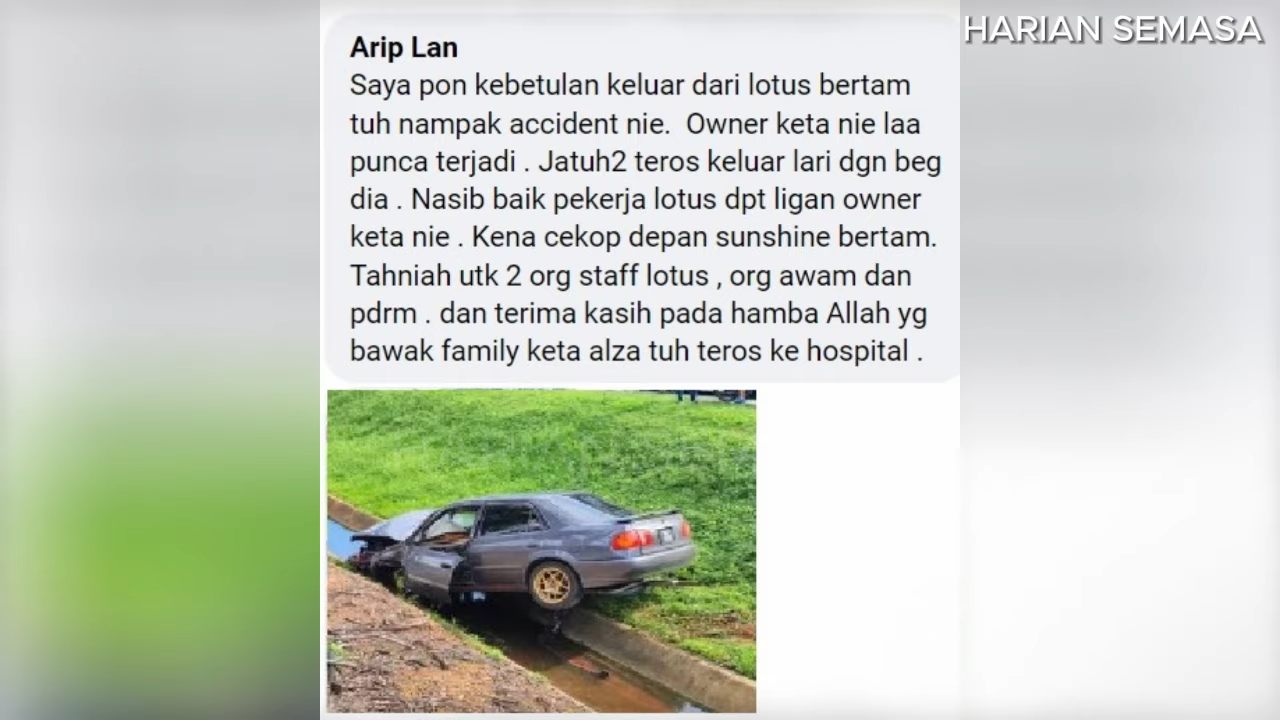 HARIAN SEMASA
Arip Lan
Saya pon kebetulan keluar dari lotus bertam
tuh nampak accident nie.  Owner keta nie laa
punca terjadi . Jatuh2 teros keluar lari dgn beg
dia . Nasib baik pekerja lotus dpt ligan owner
keta nie . Kena cekop depan sunshine bertam.
Tahniah utk 2 org staff lotus , org awam dan
pdrm . dan terima kasih pada hamba Allah yg
bawak family keta alza tuh teros ke hospital .